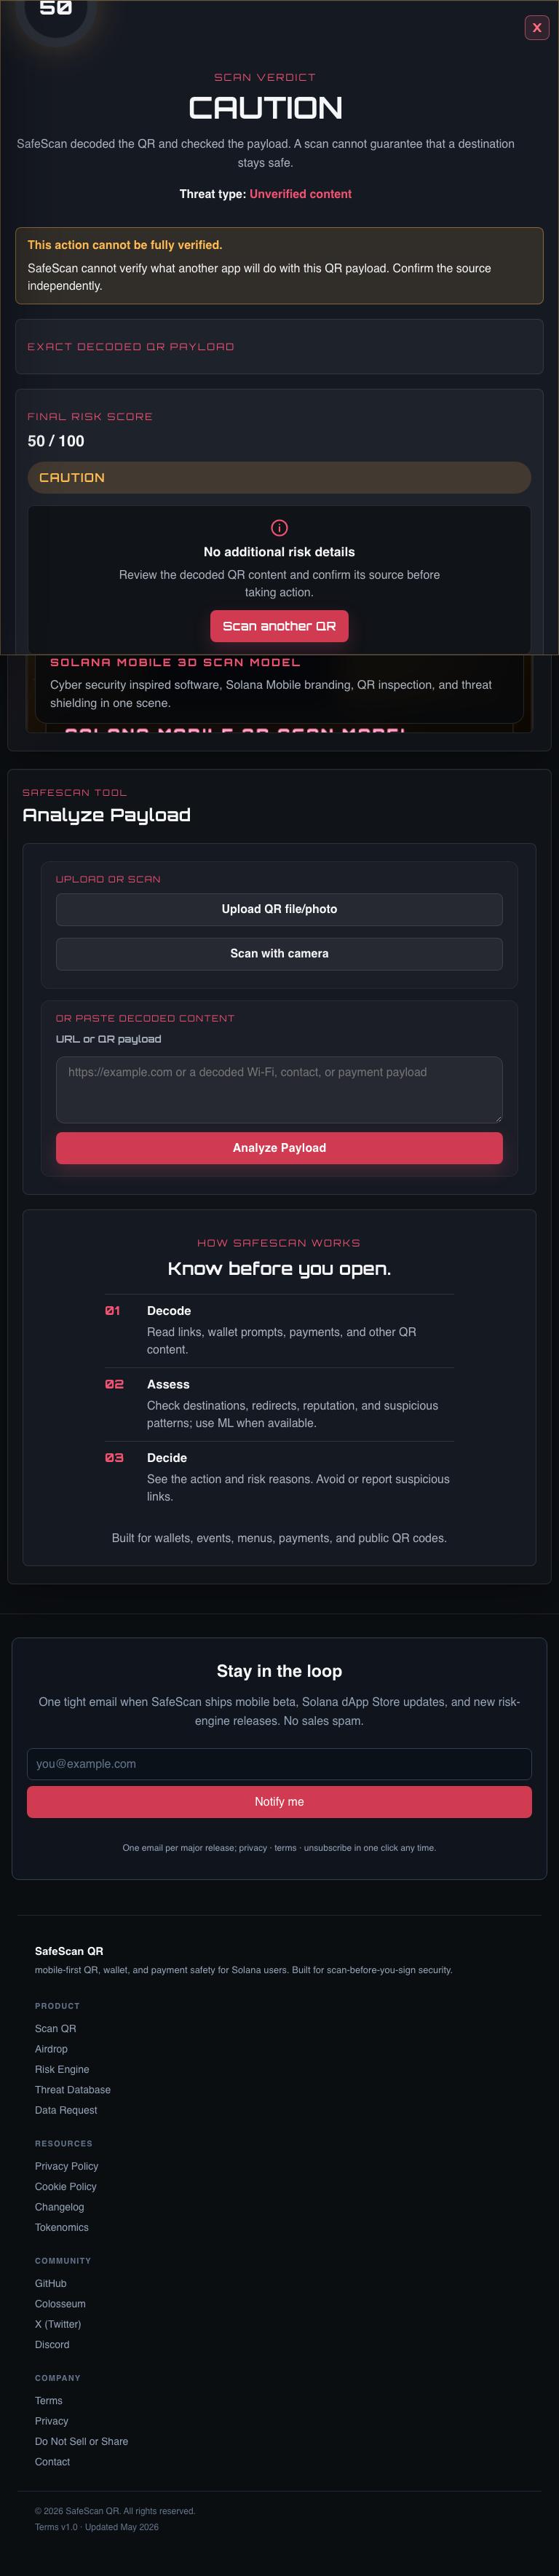 50
X
SCAN VERDICT
CAUTION
SafeScan decoded the QR and checked the payload. A scan cannot guarantee that a destination
stays safe.
Threat type: Unverified content
This action cannot be fully verified.
SafeScan cannot verify what another app will do with this QR payload. Confirm the source
independently.
EXACT DECODED QR PAYLOAD
FINAL RISK SCORE
50 / 100
CAUTION
No additional risk details
Review the decoded QR content and confirm its source before
taking action.
Scan another QR
SOLANA MOBILE 3D SCAN MODEL
Cyber security inspired software, Solana Mobile branding, QR inspection, and threat
shielding in one scene.
SOLANA MOBILE QR SCAN MODEL
SAFESCAN TOOL
Analyze Payload
UPLOAD OR SCAN
Upload QR file/photo
Scan with camera
OR PASTE DECODED CONTENT
URL or QR payload
https://example.com or a decoded Wi-Fi, contact, or payment payload
Analyze Payload
HOW SAFESCAN WORKS
Know before you open.
01 Decode
Read links, wallet prompts, payments, and other QR
content.
02 Assess
Check destinations, redirects, reputation, and suspicious
patterns; use ML when available.
03 Decide
See the action and risk reasons. Avoid or report suspicious
links.
Built for wallets, events, menus, payments, and public QR codes.
Stay in the loop
One tight email when SafeScan ships mobile beta, Solana dApp Store updates, and new risk-
engine releases. No sales spam.
you@example.com
Notify me
One email per major release; privacy · terms · unsubscribe in one click any time.
SafeScan QR
mobile-first QR, wallet, and payment safety for Solana users. Built for scan-before-you-sign security.
PRODUCT
Scan QR
Airdrop
Risk Engine
Threat Database
Data Request
RESOURCES
Privacy Policy
Cookie Policy
Changelog
Tokenomics
COMMUNITY
GitHub
Colosseum
X (Twitter)
Discord
COMPANY
Terms
Privacy
Do Not Sell or Share
Contact
© 2026 SafeScan QR. All rights reserved.
Terms v1.0 · Updated May 2026